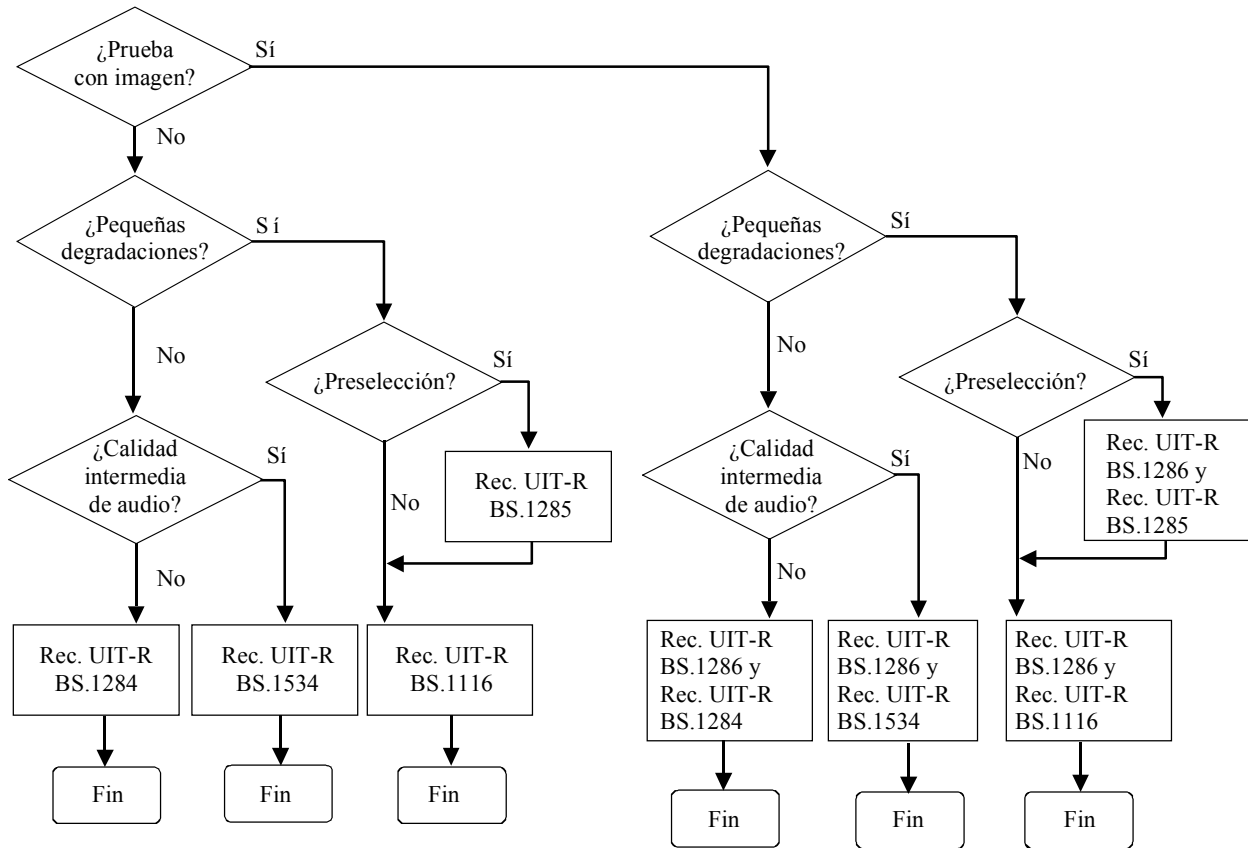 ¿Prueba
con imagen?
Sí
No
¿Pequeñas
degradaciones?
Sí
No
¿Preselección?
Sí
No
Rec. UIT-R
BS.1285
¿Calidad
intermedia
de audio?
Sí
No
Rec. UIT-R
BS.1284
Rec. UIT-R
BS.1534
Rec. UIT-R
BS.1116
Fin
Fin
Fin
¿Pequeñas
degradaciones?
Sí
No
¿Preselección?
Sí
No
Rec. UIT-R
BS.1286 y
Rec. UIT-R
BS.1285
¿Calidad
intermedia
de audio?
Sí
No
Rec. UIT-R
BS.1286 y
Rec. UIT-R
BS.1284
Rec. UIT-R
BS.1286 y
Rec. UIT-R
BS.1534
Rec. UIT-R
BS.1286 y
Rec. UIT-R
BS.1116
Fin
Fin
Fin